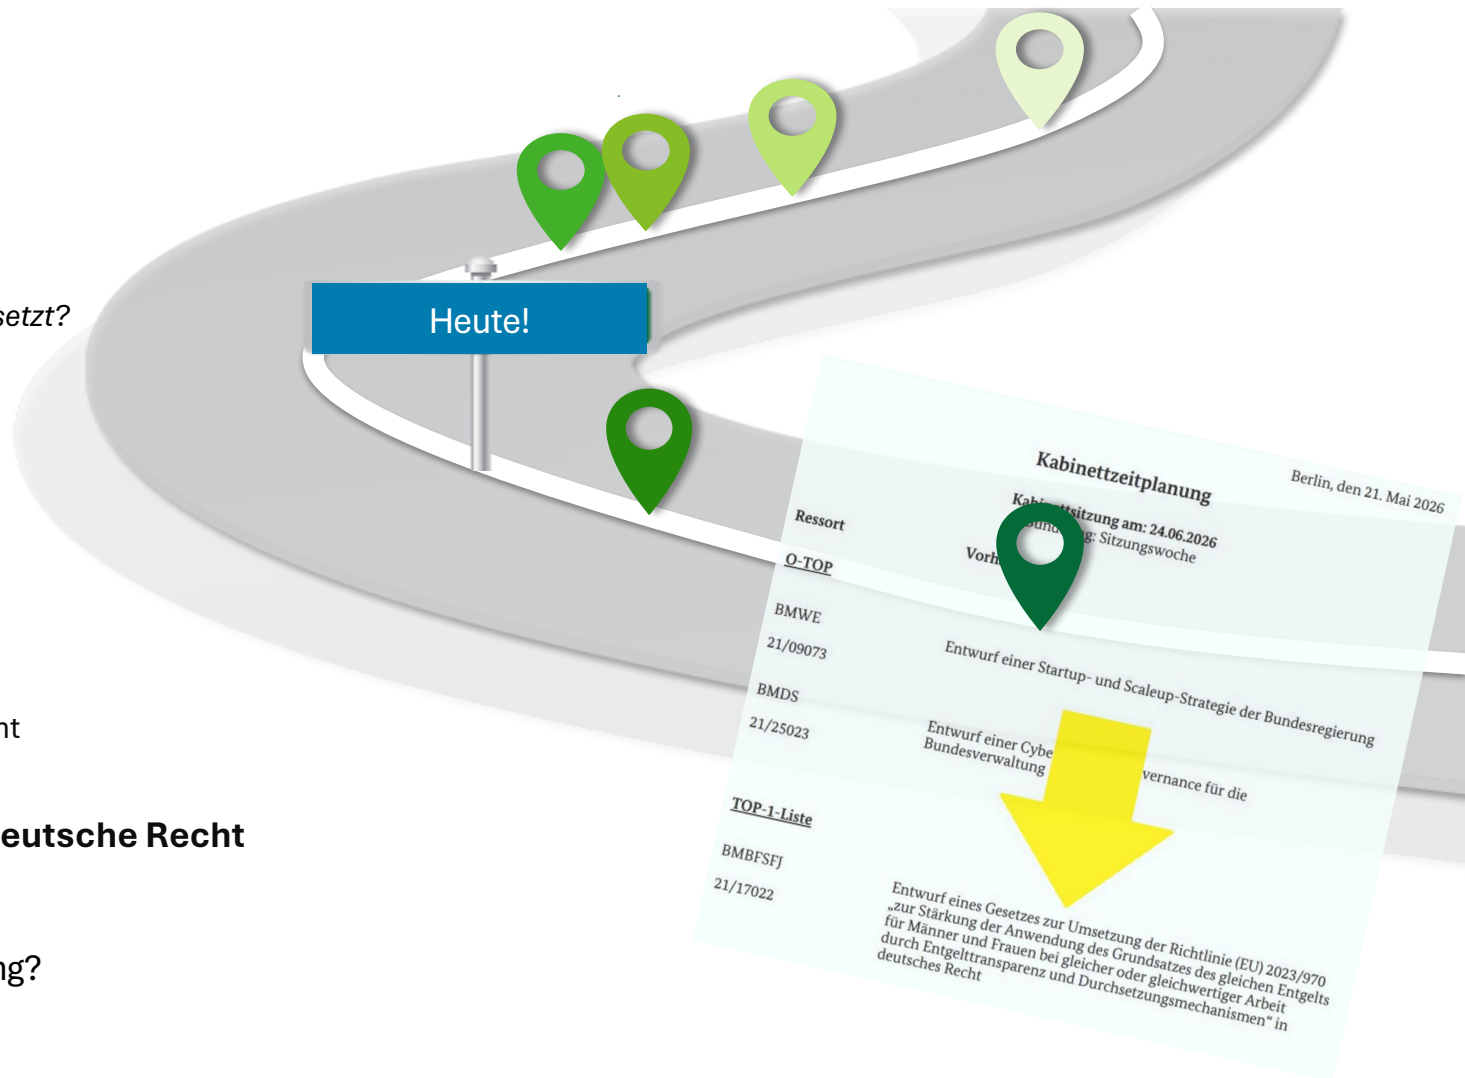 setzt?
Heute!
nt
eutsche Recht
ng?
Berlin, den 21. Mai 2026
Kabinettzeitplanung
sitzung am: 24.06.2026
g: Sitzungswoche
Ressort
Vorh
O-TOP
BMWE
21/09073
Entwurf einer Startup- und Scaleup-Strategie der Bundesregierung
BMDS
21/25023
Entwurf einer Cybe vernance für die
Bundesverwaltung
TOP-1-Liste
BMBFSFJ
21/17022
Entwurf eines Gesetzes zur Umsetzung der Richtlinie (EU) 2023/970
„zur Stärkung der Anwendung des Grundsatzes des gleichen Entgelts
für Männer und Frauen bei gleicher oder gleichwertiger Arbeit
durch Entgelttransparenz und Durchsetzungsmechanismen“ in
deutsches Recht